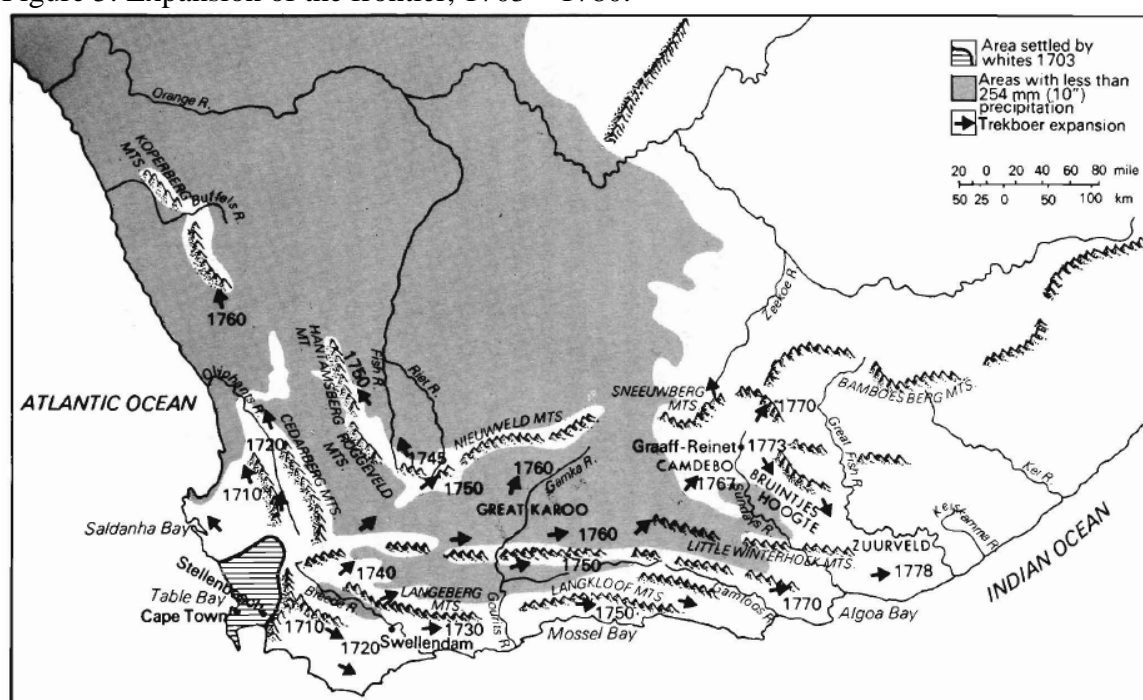 Figure 3. Expansion of the frontier, 1703 – 1780.
Area settled by
whites 1703
Areas with less than
254 mm (10")
precipitation
Trekboer expansion
20 0 20 40 60 80 mile
50 25 0 50 100 km
Orange R.
KOPERBERG
MTS.
Buffels R.
1760
HANTAMSBERG
MT.
1750
Fish R.
Riet R.
Zeekoe R.
ATLANTIC OCEAN
Olifants R.
CEDARBERG MTS.
ROGGEVELD
MTS.
1720
1710
1745
1750
NIEUWVELD MTS.
SNEEUWBERG
MTS.
1770
BAMBOES BERG MTS.
Graaff-Reinet
1773
CAMDEBO
1767
BRUINTJES
HOOGTE
Great Fish R.
Kei R.
Keiskamma R.
1760
Gamka R.
GREAT KAROO
1760
Sundays R.
ZUURVELD
1778
INDIAN OCEAN
Saldanha Bay
Stellenbosch
Table Bay
Cape Town
1740
1750
LITTLE WINTERHOEK MTS.
Breede R.
LANGEBERG
MTS.
Gourits R.
LANGKLOOF MTS.
1750
Gamtoos R.
1770
Algoa Bay
1710
1720
1730
Swellendam
Mossel Bay